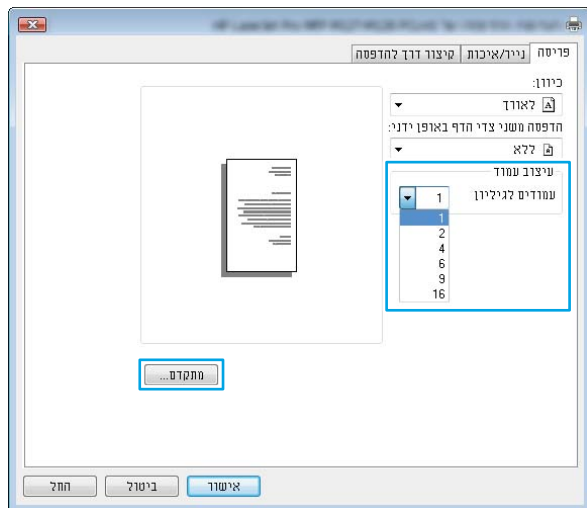 פריסה
נייר/איכות
קיצור דרך להדפסה
כיוון:
לאורך
הדפסה משני צדי הדף באופן ידני:
ללא
עיצוב עמוד
עמודים לגיליון
1
1
2
4
6
9
16
מתקדם...
אישור
ביטול
החל